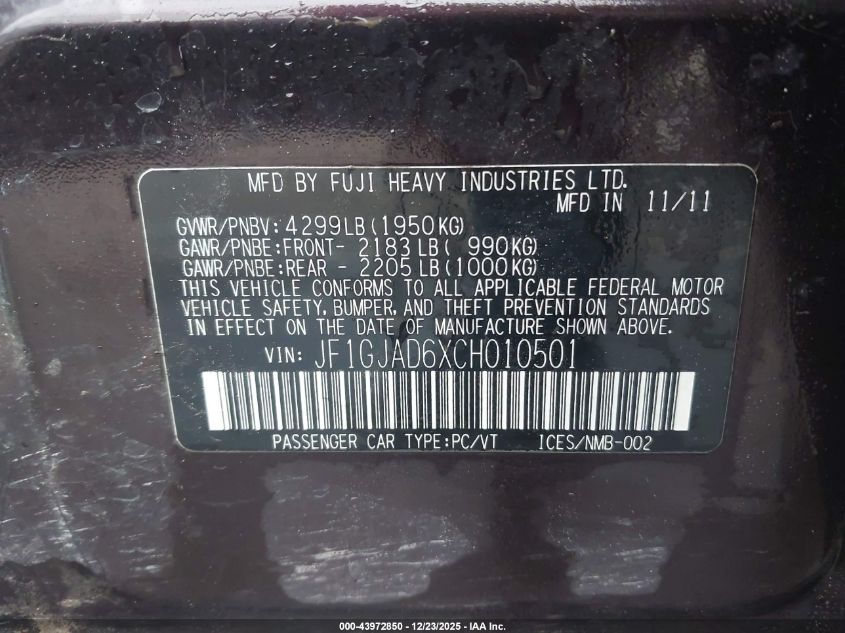 MFD BY FUJI HEAVY INDUSTRIES LTD.
MFD IN 11/11
GVWR/PNBV: 4299LB (1950KG)
GAWR/PNBE: FRONT- 2183 LB ( 990KG)
GAWR/PNBE: REAR - 2205 LB (1000KG)
THIS VEHICLE CONFORMS TO ALL APPLICABLE FEDERAL MOTOR
VEHICLE SAFETY, BUMPER, AND THEFT PREVENTION STANDARDS
IN EFFECT ON THE DATE OF MANUFACTURE SHOWN ABOVE.
VIN: JF1GJAD6XCH010501
PASSENGER CAR TYPE:PC/VT ICES/NMB-002
000-43972850 - 12/23/2025 - IAA Inc.